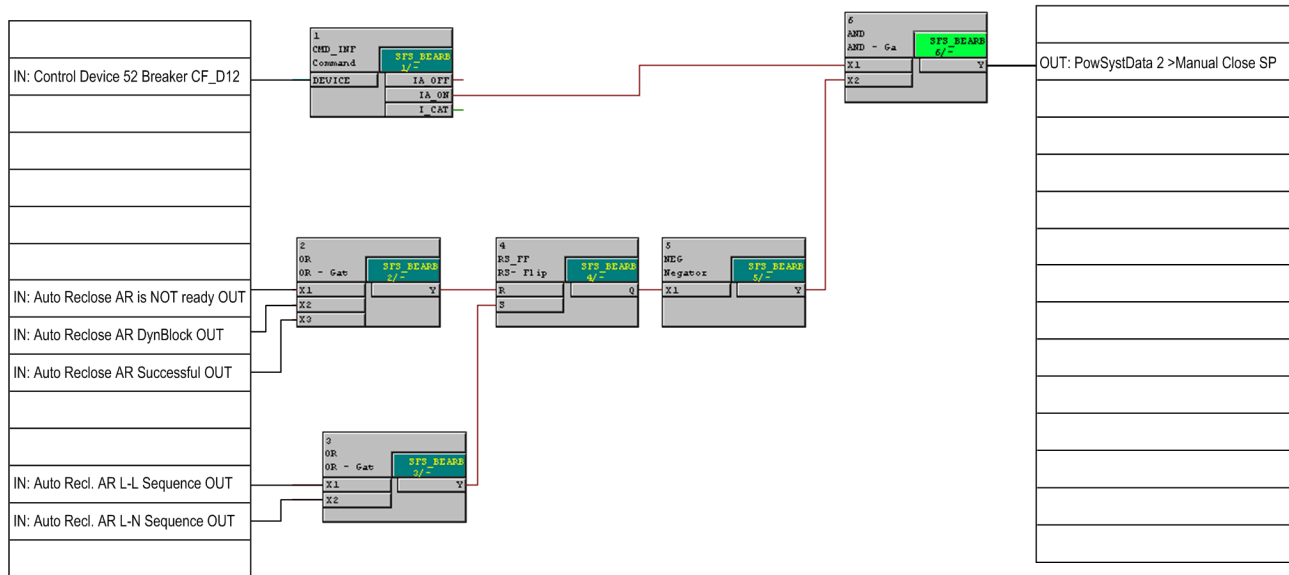 IN: Control Device 52 Breaker CF_D12
IN: Auto Reclose AR is NOT ready OUT
IN: Auto Reclose AR DynBlock OUT
IN: Auto Reclose AR Successful OUT
IN: Auto Recl. AR L-L Sequence OUT
IN: Auto Recl. AR L-N Sequence OUT
1
CMD_INF
Command
SFS_BEARB
1/-
DEVICE
IA_OFF
IA_ON
I_CAT
2
OR
OR - Gat
SFS_BEARB
2/-
X1
Y
X2
X3
3
OR
OR - Gat
SFS_BEARB
3/-
X1
Y
X2
4
RS_FF
RS- Flip
SFS_BEARB
4/-
R
Q
S
5
NEG
Negator
SFS_BEARB
5/-
X1
Y
6
AND
AND - Ga
SFS_BEARB
6/-
X1
Y
X2
OUT: PowSystData 2 >Manual Close SP